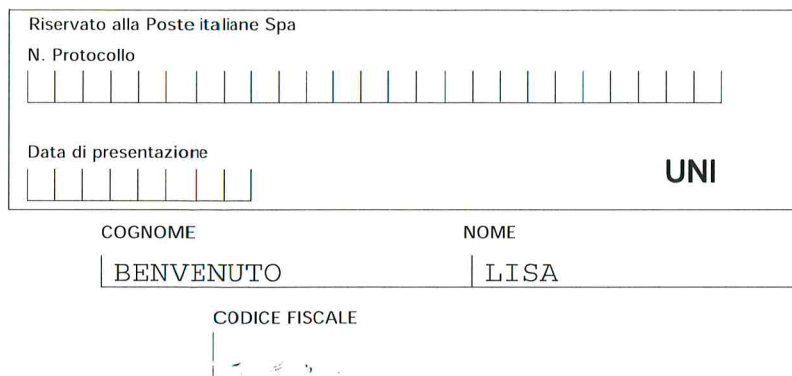 Riservato alla Poste italiane Spa
N. Protocollo
Data di presentazione
UNI
COGNOME NOME
BENVENUTO LISA
CODICE FISCALE